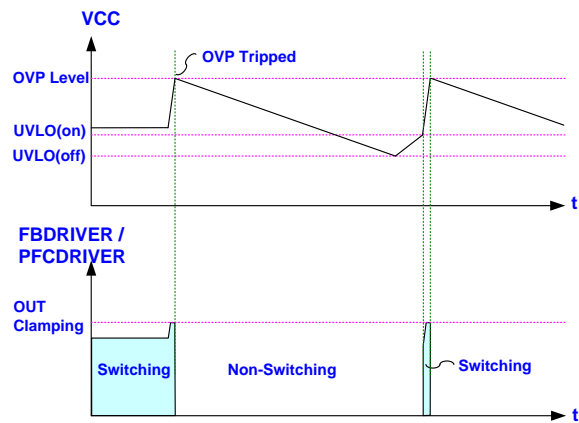 VCC
OVP Tripped
OVP Level
UVLO(on)
UVLO(off)
t
FBDRIVER /
PFCDRIVER
OUT
Clamping
Switching
Non-Switching
Switching
t